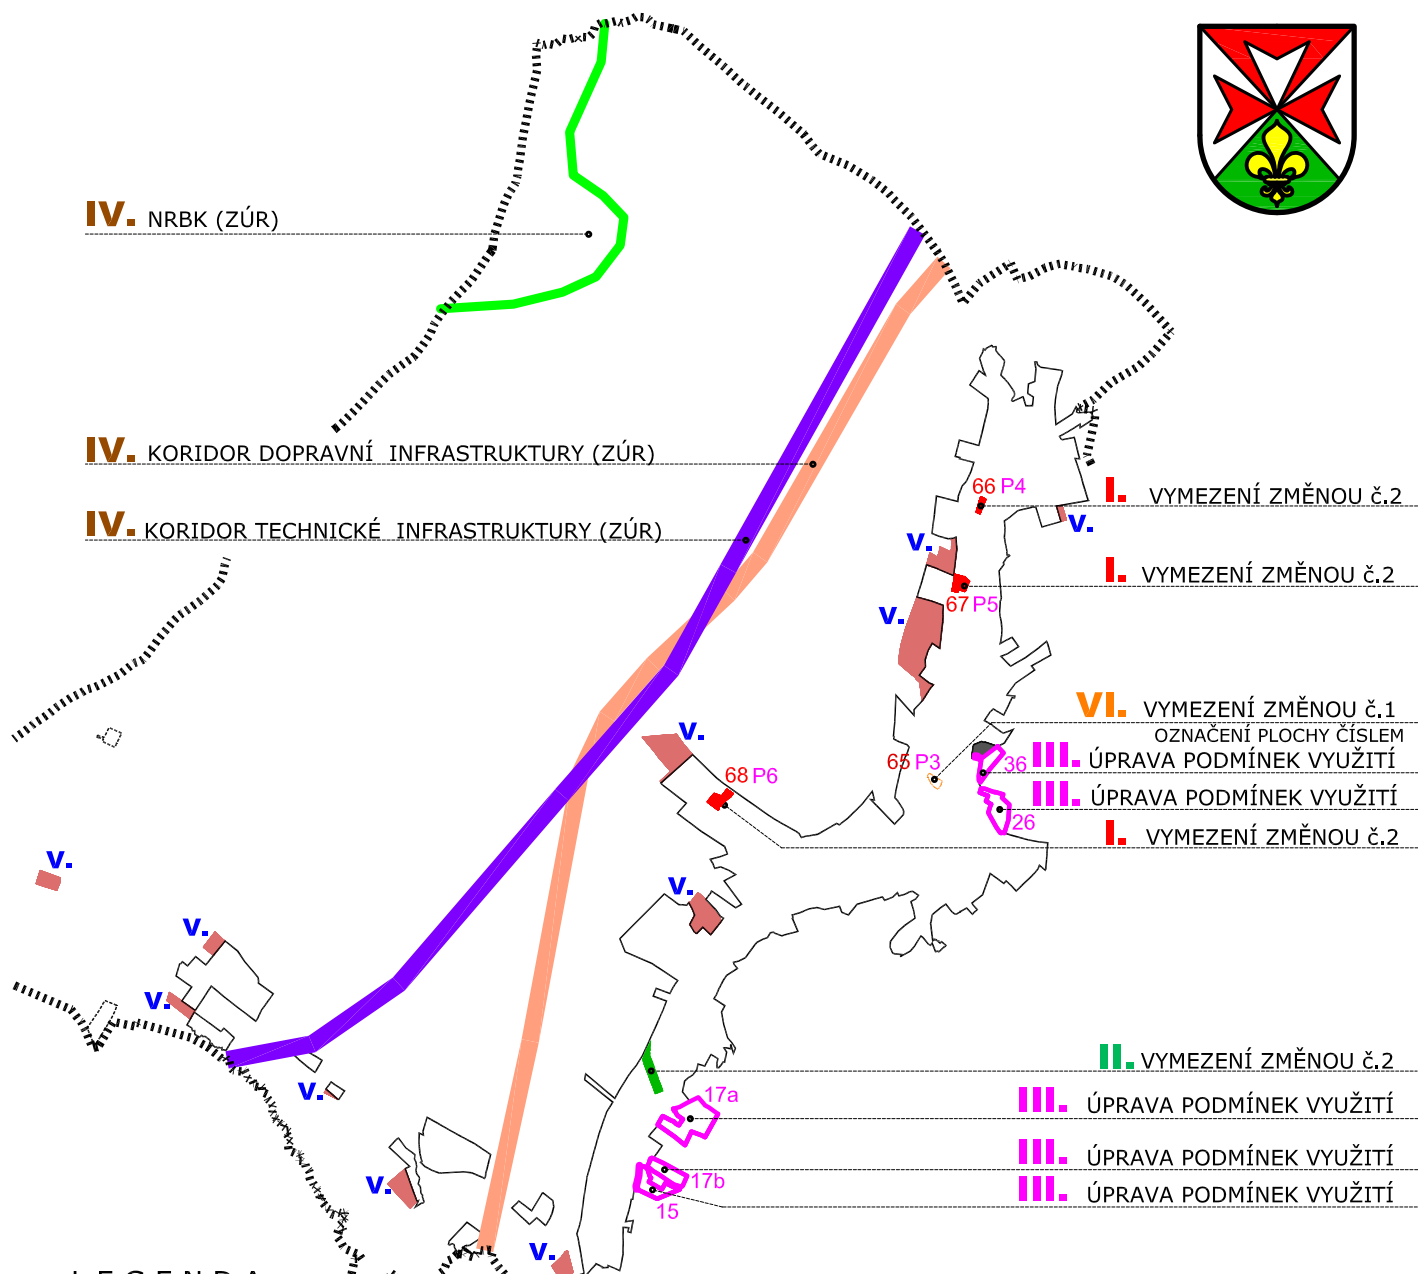 IV. NRBK (ZÚR)
IV. KORIDOR DOPRAVNÍ INFRASTRUKTURY (ZÚR)
66 P4
I. VYMEZENÍ ZMĚNOU č.2
IV. KORIDOR TECHNICKÉ INFRASTRUKTURY (ZÚR)
v.
v.
I. VYMEZENÍ ZMĚNOU č.2
67 P5
v.
VI. VYMEZENÍ ZMĚNOU č.1
OZNAČENÍ PLOCHY ČÍSLEM
v.
65 P3
36
III. ÚPRAVA PODMÍNEK VYUŽITÍ
68 P6
III. ÚPRAVA PODMÍNEK VYUŽITÍ
26
I. VYMEZENÍ ZMĚNOU č.2
v.
v.
v.
v.
II. VYMEZENÍ ZMĚNOU č.2
v.
17a
III. ÚPRAVA PODMÍNEK VYUŽITÍ
III. ÚPRAVA PODMÍNEK VYUŽITÍ
v.
17b
III. ÚPRAVA PODMÍNEK VYUŽITÍ
15
v.
LEGENDA